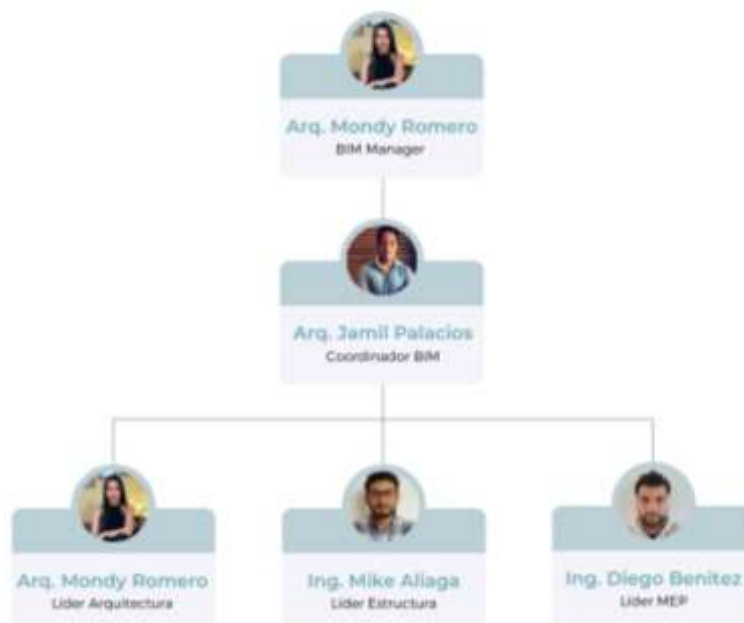 Arq. Mondy Romero
BIM Manager
Arq. Jamil Palacios
Coordinador BIM
Arq. Mondy Romero
Lider Arquitectura
Ing. Mike Aliaga
Lider Estructura
Ing. Diego Benitez
Lider MEP